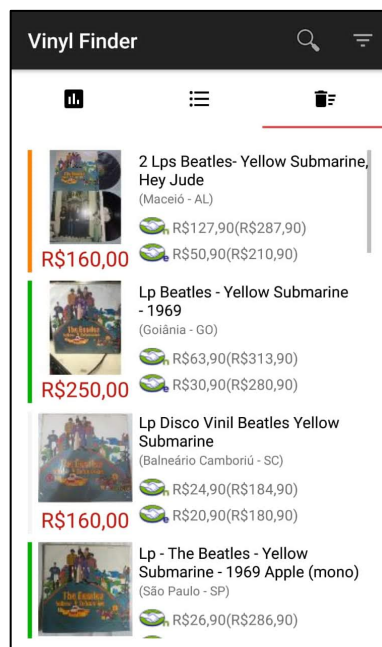 Vinyl Finder
2 Lps Beatles- Yellow Submarine,
Hey Jude
(Maceió - AL)
n R$127,90(R$287,90)
R$160,00
e R$50,90(R$210,90)
Lp Beatles - Yellow Submarine
- 1969
(Goiânia - GO)
n R$63,90(R$313,90)
R$250,00
e R$30,90(R$280,90)
Lp Disco Vinil Beatles Yellow
Submarine
(Balneário Camboriú - SC)
n R$24,90(R$184,90)
R$160,00
e R$20,90(R$180,90)
Lp - The Beatles - Yellow
Submarine - 1969 Apple (mono)
(São Paulo - SP)
n R$26,90(R$286,90)